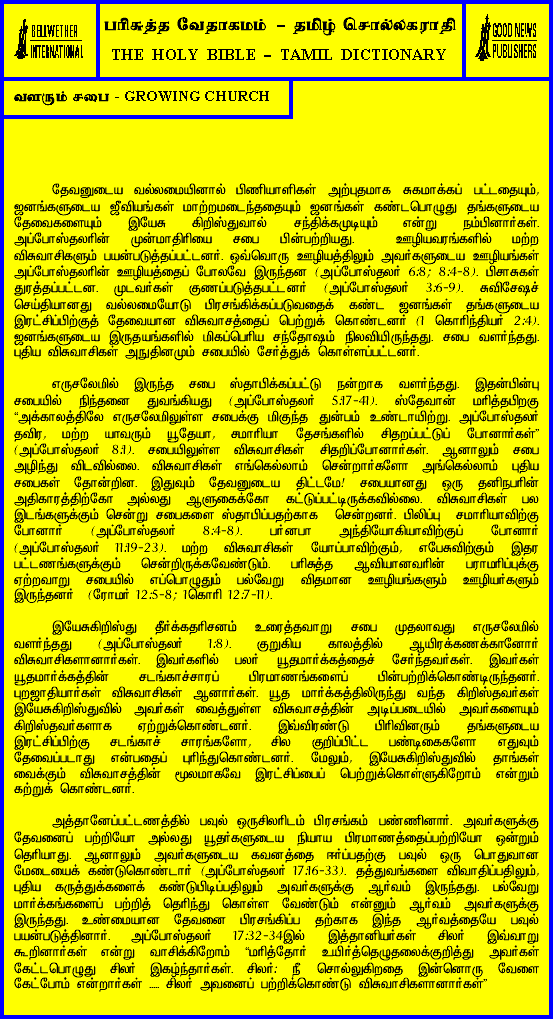 BELLWETHER
INTERNATIONAL
பரிசுத்த வேதாகமம் - தமிழ் சொல்லகராதி
THE HOLY BIBLE - TAMIL DICTIONARY
GOOD NEWS
PUBLISHERS
வளரும் சபை - GROWING CHURCH
தேவனுடைய வல்லமையினால் பிணியாளிகள் அற்புதமாக சுகமாக்கப் பட்டதையும்,
ஜனங்களுடைய ஜீவியங்கள் மாற்றமடைந்ததையும் ஜனங்கள் கண்டபொழுது தங்களுடைய
தேவைகளையும் இயேசு கிறிஸ்துவால் சந்திக்கமுடியும் என்று நம்பினார்கள்.
அப்போஸ்தலரின் முன்மாதிரியை சபை பின்பற்றியது. ஊழியவரங்களில் மற்ற
விசுவாசிகளும் பயன்படுத்தப்பட்டனர். ஒவ்வொரு ஊழியத்திலும் அவர்களுடைய ஊழியங்கள்
அப்போஸ்தலரின் ஊழியத்தைப் போலவே இருந்தன (அப்போஸ்தலர் 6:8; 8:4-8). பிசாசுகள்
துரத்தப்பட்டன. முடவர்கள் குணப்படுத்தபட்டனர் (அப்போஸ்தலர் 3:6-9). சுவிசேஷச்
செய்தியானது வல்லமையோடு பிரசங்கிக்கப்படுவதைக் கண்ட ஜனங்கள் தங்களுடைய
இரட்சிப்பிற்குத் தேவையான விசுவாசத்தைப் பெற்றுக் கொண்டனர் (1 கொரிந்தியர் 2:4).
ஜனங்களுடைய இருதயங்களில் மிகப்பெரிய சந்தோஷம் நிலவியிருந்தது. சபை வளர்ந்தது.
புதிய விசுவாசிகள் அநுதினமும் சபையில் சேர்த்துக் கொள்ளப்பட்டனர்.
எருசலேமில் இருந்த சபை ஸ்தாபிக்கப்பட்டு நன்றாக வளர்ந்தது. இதன்பின்பு
சபையில் நிந்தனை துவங்கியது (அப்போஸ்தலர் 5:17-41). ஸ்தேவான் மரித்தபிறகு
“அக்காலத்திலே எருசலேமிலுள்ள சபைக்கு மிகுந்த துன்பம் உண்டாயிற்று. அப்போஸ்தலர்
தவிர, மற்ற யாவரும் யூதேயா, சமாரியா தேசங்களில் சிதறப்பட்டுப் போனார்கள்”
(அப்போஸ்தலர் 8:1). சபையிலுள்ள விசுவாசிகள் சிதறிப்போனார்கள். ஆனாலும் சபை
அழிந்து விடவில்லை. விசுவாசிகள் எங்கெல்லாம் சென்றார்களோ அங்கெல்லாம் புதிய
சபைகள் தோன்றின. இதுவும் தேவனுடைய திட்டமே! சபையானது ஒரு தனிநபரின்
அதிகாரத்திற்கோ அல்லது ஆளுகைக்கோ கட்டுப்பட்டிருக்கவில்லை. விசுவாசிகள் பல
இடங்களுக்கும் சென்று சபைகளை ஸ்தாபிப்பதற்காக சென்றனர். பிலிப்பு சமாரியாவிற்கு
போனார் (அப்போஸ்தலர் 8:4-8). பர்னபா அந்தியோகியாவிற்குப் போனார்
(அப்போஸ்தலர் 11:19-23). மற்ற விசுவாசிகள் யோப்பாவிற்கும், எபேசுவிற்கும் இதர
பட்டணங்களுக்கும் சென்றிருக்கவேண்டும். பரிசுத்த ஆவியானவரின் பராமரிப்புக்கு
ஏற்றவாறு சபையில் எப்பொழுதும் பல்வேறு விதமான ஊழியங்களும் ஊழியர்களும்
இருந்தனர் (ரோமர் 12:5-8; 1கொரி 12:7-11).
இயேசுகிறிஸ்து தீர்க்கதரிசனம் உரைத்தவாறு சபை முதலாவது எருசலேமில்
வளர்ந்தது (அப்போஸ்தலர் 1:8). குறுகிய காலத்தில் ஆயிரக்கணக்கானோர்
விசுவாசிகளானார்கள். இவர்களில் பலர் யூதமார்க்கத்தைச் சேர்ந்தவர்கள். இவர்கள்
யூதமார்க்கத்தின் சடங்காச்சாரப் பிரமாணங்களைப் பின்பற்றிக்கொண்டிருந்தனர்.
புறஜாதியார்கள் விசுவாசிகள் ஆனார்கள். யூத மார்க்கத்திலிருந்து வந்த கிறிஸ்தவர்கள்
இயேசுகிறிஸ்துவில் அவர்கள் வைத்துள்ள விசுவாசத்தின் அடிப்படையில் அவர்களையும்
கிறிஸ்தவர்களாக ஏற்றுக்கொண்டனர். இவ்விரண்டு பிரிவினரும் தங்களுடைய
இரட்சிப்பிற்கு சடங்காச் சாரங்களோ, சில குறிப்பிட்ட பண்டிகைகளோ எதுவும்
தேவைப்படாது என்பதைப் புரிந்துகொண்டனர். மேலும், இயேசுகிறிஸ்துவில் தாங்கள்
வைக்கும் விசுவாசத்தின் மூலமாகவே இரட்சிப்பைப் பெற்றுக்கொள்ளுகிறோம் என்றும்
கற்றுக் கொண்டனர்.
அத்தானேப்பட்டணத்தில் பவுல் ஒருசிலரிடம் பிரசங்கம் பண்ணினார். அவர்களுக்கு
தேவனைப் பற்றியோ அல்லது யூதர்களுடைய நியாய பிரமாணத்தைப்பற்றியோ ஒன்றும்
தெரியாது. ஆனாலும் அவர்களுடைய கவனத்தை ஈர்ப்பதற்கு பவுல் ஒரு பொதுவான
மேடையைக் கண்டுகொண்டார் (அப்போஸ்தலர் 17:16-33). தத்துவங்களை விவாதிப்பதிலும்,
புதிய கருத்துக்களைக் கண்டுபிடிப்பதிலும் அவர்களுக்கு ஆர்வம் இருந்தது. பல்வேறு
மார்க்கங்களைப் பற்றித் தெரிந்து கொள்ள வேண்டும் என்னும் ஆர்வம் அவர்களுக்கு
இருந்தது. உண்மையான தேவனை பிரசங்கிப்ப தற்காக இந்த ஆர்வத்தையே பவுல்
பயன்படுத்தினார். அப்போஸ்தலர் 17:32-34இல் இத்தானியர்கள் சிலர் இவ்வாறு
கூறினார்கள் என்று வாசிக்கிறோம் “மரித்தோர் உயிர்த்தெழுதலைக்குறித்து அவர்கள்
கேட்டபொழுது சிலர் இகழ்ந்தார்கள். சிலர்: நீ சொல்லுகிறதை இன்னொரு வேளை
கேட்போம் என்றார்கள் ..... சிலர் அவனைப் பற்றிக்கொண்டு விசுவாசிகளானார்கள்”